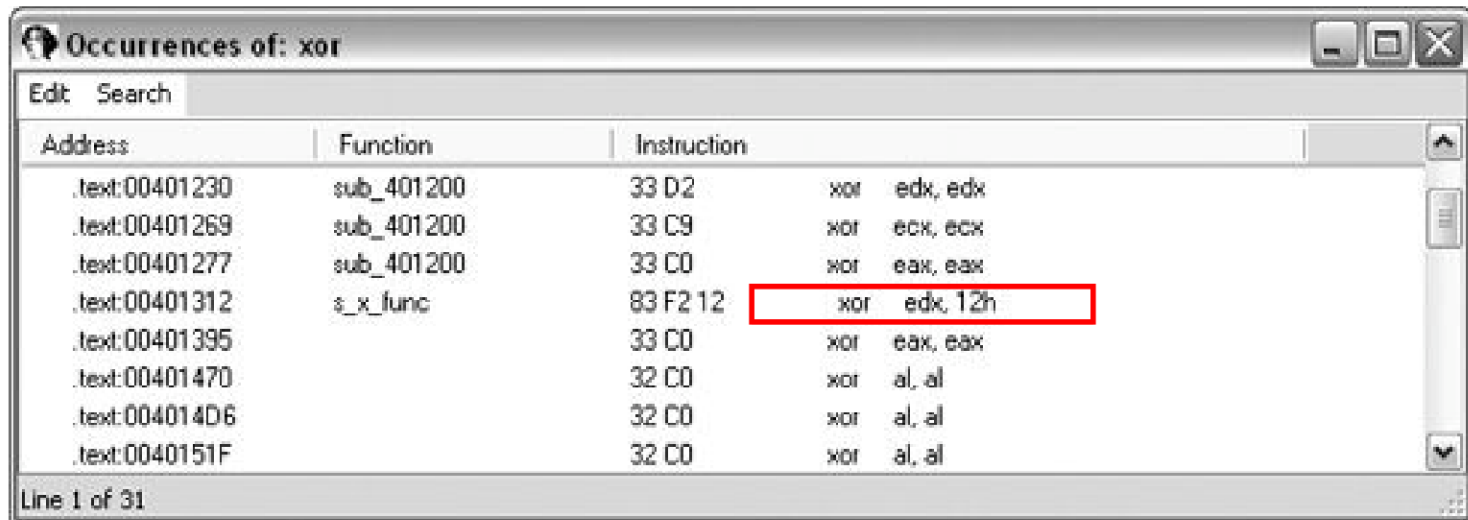 Occurrences of: xor
Edit Search
Address Function Instruction
.text:00401230 sub_401200 33 D2 xor edx, edx
.text:00401269 sub_401200 33 C9 xor ecx, ecx
.text:00401277 sub_401200 33 C0 xor eax, eax
.text:00401312 s_x_func 83 F2 12 xor edx, 12h
.text:00401395 33 C0 xor eax, eax
.text:00401470 32 C0 xor al, al
.text:004014D6 32 C0 xor al, al
.text:0040151F 32 C0 xor al, al
Line 1 of 31